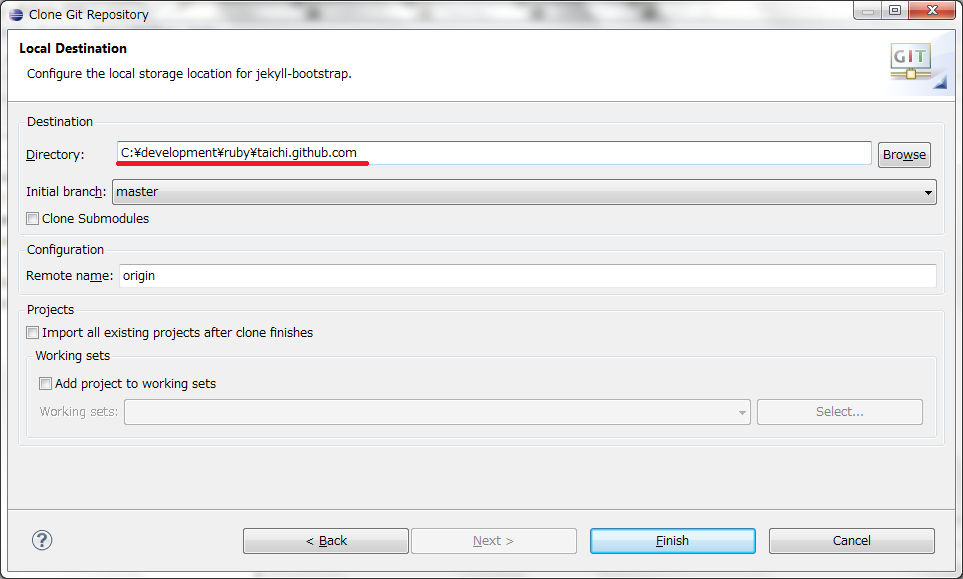 Clone Git Repository
Local Destination
Configure the local storage location for jekyll-bootstrap.
GIT
Destination
Directory: C:¥development¥ruby¥taichi.github.com Browse
Initial branch: master
Clone Submodules
Configuration
Remote name: origin
Projects
Import all existing projects after clone finishes
Working sets
Add project to working sets
Working sets: Select...
? < Back Next > Finish Cancel